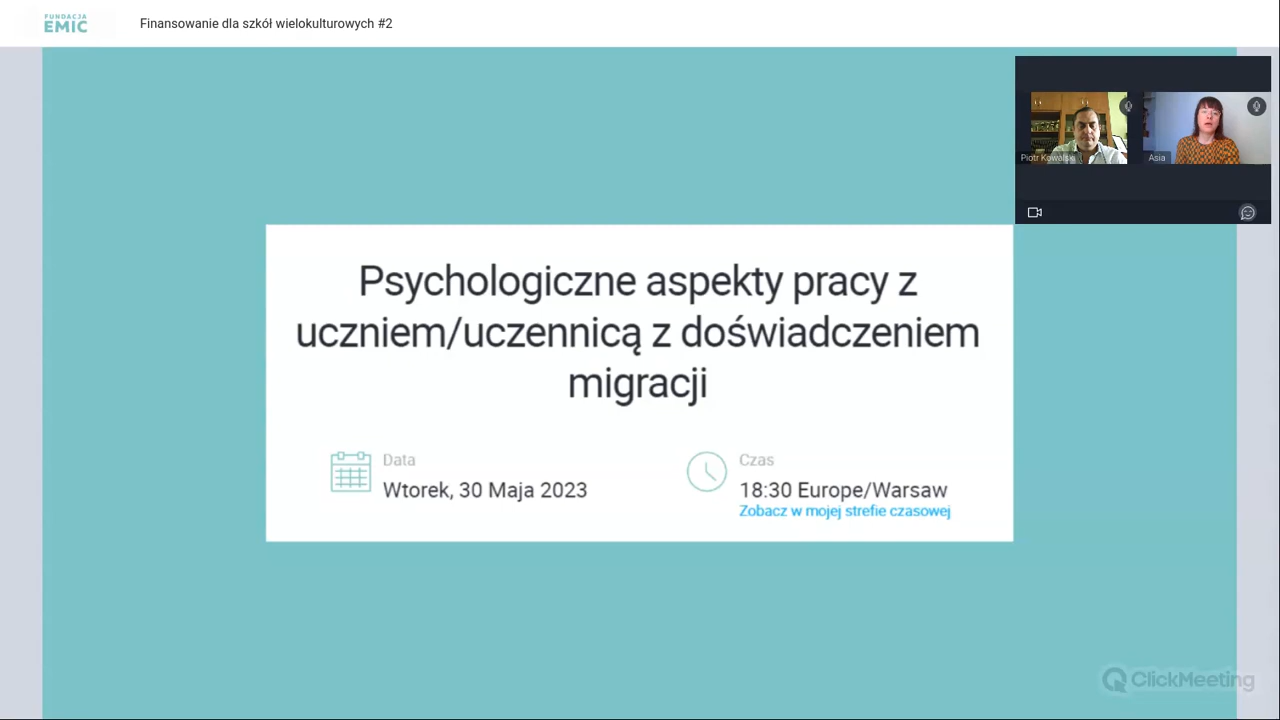 FUNDACJA
EMIC
Finansowanie dla szkół wielokulturowych #2
Piotr Kowalski
Asia
Psychologiczne aspekty pracy z
uczniem/uczennicą z doświadczeniem
migracji
Data
Wtorek, 30 Maja 2023
Czas
18:30 Europe/Warsaw
Zobacz w mojej strefie czasowej
ClickMeeting